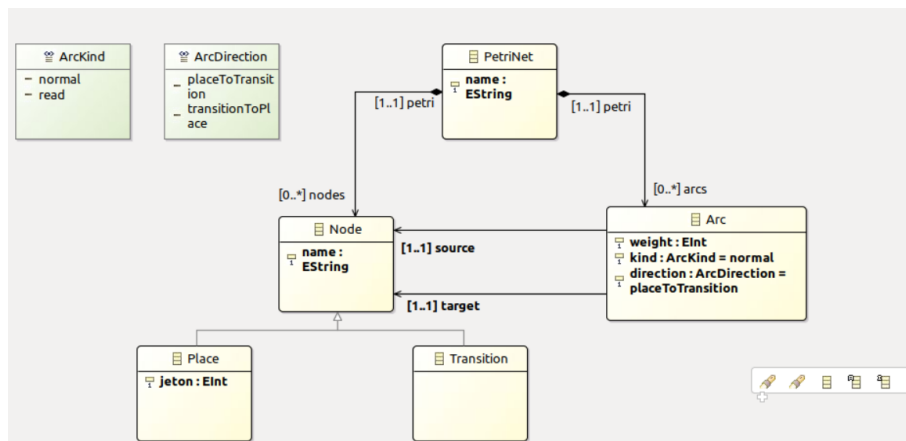 ArcKind
normal
read
ArcDirection
placeToTransit
ion
transitionToPl
ace
PetriNet
name :
EString
[1..1] petri
[1..1] petri
[0..*] nodes
[0..*] arcs
Node
name :
EString
[1..1] source
[1..1] target
Arc
weight : EInt
kind : ArcKind = normal
direction : ArcDirection =
placeToTransition
Place
jeton : EInt
Transition